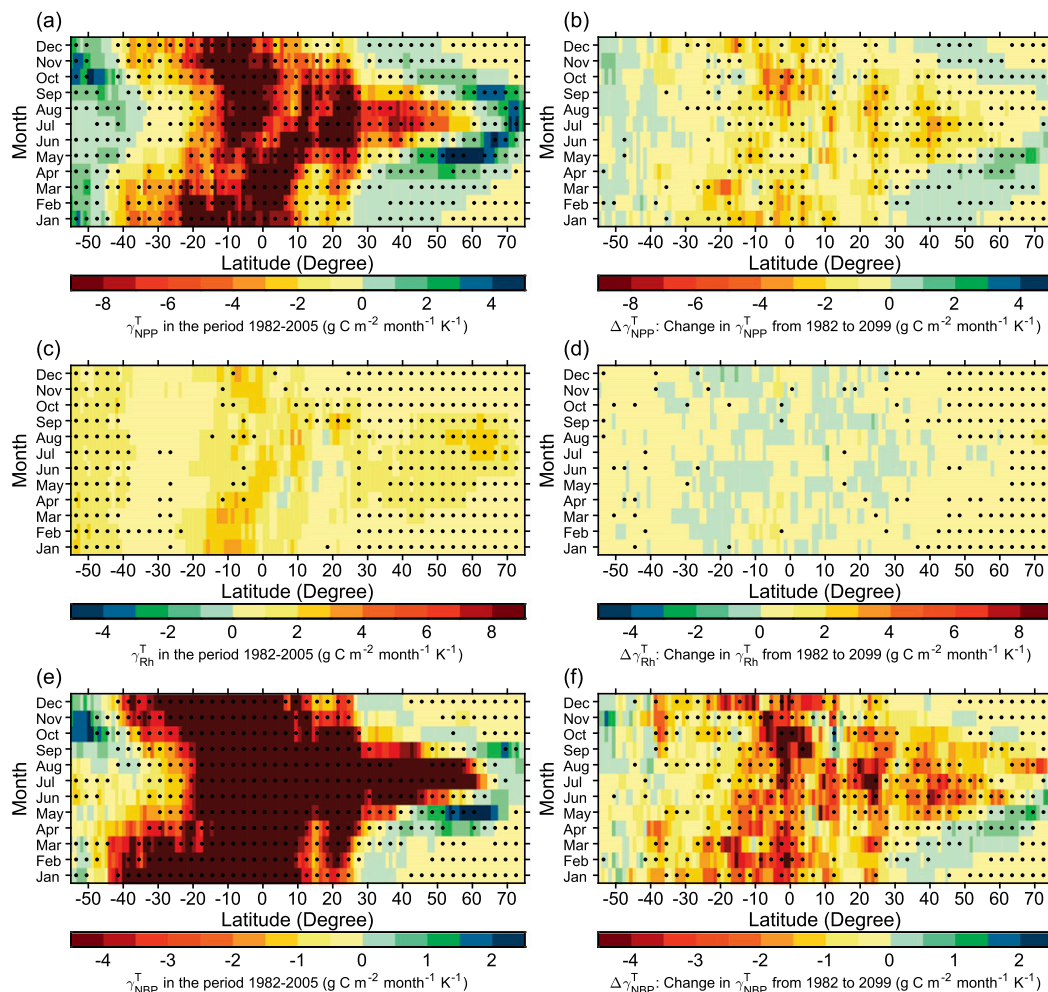 (a)
Month
Dec
Nov
Oct
Sep
Aug
Jul
Jun
May
Apr
Mar
Feb
Jan
-50 -40 -30 -20 -10 0 10 20 30 40 50 60 70
Latitude (Degree)
-8 -6 -4 -2 0 2 4
γᵀNPP in the period 1982-2005 (g C m⁻² month⁻¹ K⁻¹)
(b)
Month
Dec
Nov
Oct
Sep
Aug
Jul
Jun
May
Apr
Mar
Feb
Jan
-50 -40 -30 -20 -10 0 10 20 30 40 50 60 70
Latitude (Degree)
-8 -6 -4 -2 0 2 4
ΔγᵀNPP: Change in γᵀNPP from 1982 to 2099 (g C m⁻² month⁻¹ K⁻¹)
(c)
Month
Dec
Nov
Oct
Sep
Aug
Jul
Jun
May
Apr
Mar
Feb
Jan
-50 -40 -30 -20 -10 0 10 20 30 40 50 60 70
Latitude (Degree)
-4 -2 0 2 4 6 8
γᵀRh in the period 1982-2005 (g C m⁻² month⁻¹ K⁻¹)
(d)
Month
Dec
Nov
Oct
Sep
Aug
Jul
Jun
May
Apr
Mar
Feb
Jan
-50 -40 -30 -20 -10 0 10 20 30 40 50 60 70
Latitude (Degree)
-4 -2 0 2 4 6 8
ΔγᵀRh: Change in γᵀRh from 1982 to 2099 (g C m⁻² month⁻¹ K⁻¹)
(e)
Month
Dec
Nov
Oct
Sep
Aug
Jul
Jun
May
Apr
Mar
Feb
Jan
-50 -40 -30 -20 -10 0 10 20 30 40 50 60 70
Latitude (Degree)
-4 -3 -2 -1 0 1 2
γᵀNBP in the period 1982-2005 (g C m⁻² month⁻¹ K⁻¹)
(f)
Month
Dec
Nov
Oct
Sep
Aug
Jul
Jun
May
Apr
Mar
Feb
Jan
-50 -40 -30 -20 -10 0 10 20 30 40 50 60 70
Latitude (Degree)
-4 -3 -2 -1 0 1 2
ΔγᵀNBP: Change in γᵀNBP from 1982 to 2099 (g C m⁻² month⁻¹ K⁻¹)